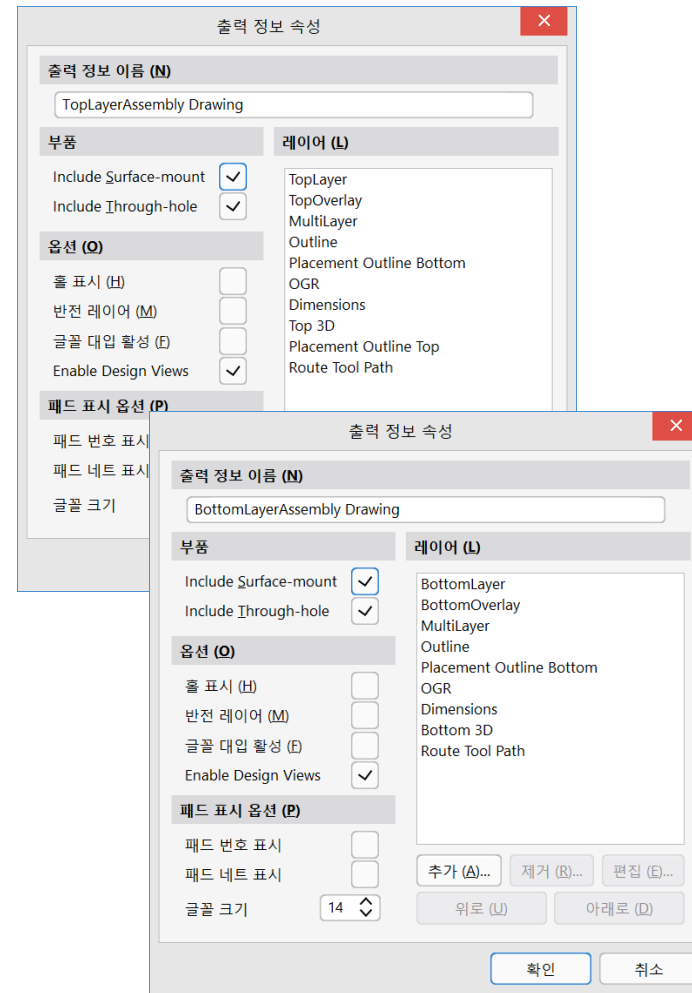 출력 정보 속성
출력 정보 이름 (N)
TopLayerAssembly Drawing
부품
Include Surface-mount
Include Through-hole
옵션 (O)
홀 표시 (H)
반전 레이어 (M)
글꼴 대입 활성 (F)
Enable Design Views
패드 표시 옵션 (P)
패드 번호 표시
패드 네트 표시
글꼴 크기
레이어 (L)
TopLayer
TopOverlay
MultiLayer
Outline
Placement Outline Bottom
OGR
Dimensions
Top 3D
Placement Outline Top
Route Tool Path
출력 정보 속성
출력 정보 이름 (N)
BottomLayerAssembly Drawing
부품
Include Surface-mount
Include Through-hole
옵션 (O)
홀 표시 (H)
반전 레이어 (M)
글꼴 대입 활성 (F)
Enable Design Views
패드 표시 옵션 (P)
패드 번호 표시
패드 네트 표시
글꼴 크기 14
레이어 (L)
BottomLayer
BottomOverlay
MultiLayer
Outline
Placement Outline Bottom
OGR
Dimensions
Bottom 3D
Route Tool Path
추가 (A)... 제거 (R)... 편집 (E)...
위로 (U) 아래로 (D)
확인 취소